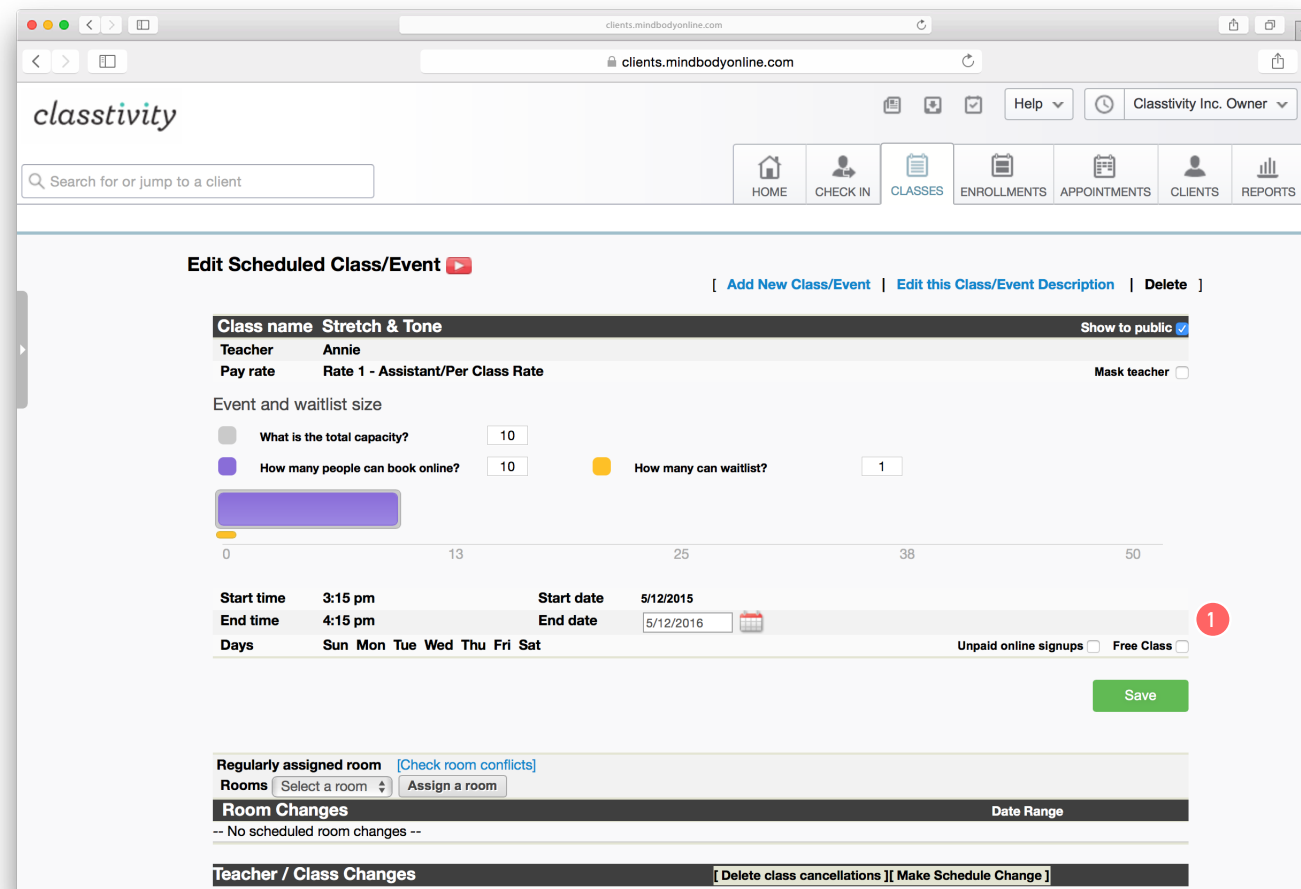 clients.mindbodyonline.com
clients.mindbodyonline.com
classtivity
Help
Classtivity Inc. Owner
Search for or jump to a client
HOME
CHECK IN
CLASSES
ENROLLMENTS
APPOINTMENTS
CLIENTS
REPORTS
Edit Scheduled Class/Event
[ Add New Class/Event | Edit this Class/Event Description | Delete ]
Class name Stretch & Tone Show to public
Teacher Annie
Pay rate Rate 1 - Assistant/Per Class Rate Mask teacher
Event and waitlist size
What is the total capacity? 10
How many people can book online? 10 How many can waitlist? 1
0 13 25 38 50
Start time 3:15 pm Start date 5/12/2015
End time 4:15 pm End date 5/12/2016 1
Days Sun Mon Tue Wed Thu Fri Sat Unpaid online signups Free Class
Save
Regularly assigned room [Check room conflicts]
Rooms Select a room Assign a room
Room Changes Date Range
-- No scheduled room changes --
Teacher / Class Changes [ Delete class cancellations ][ Make Schedule Change ]